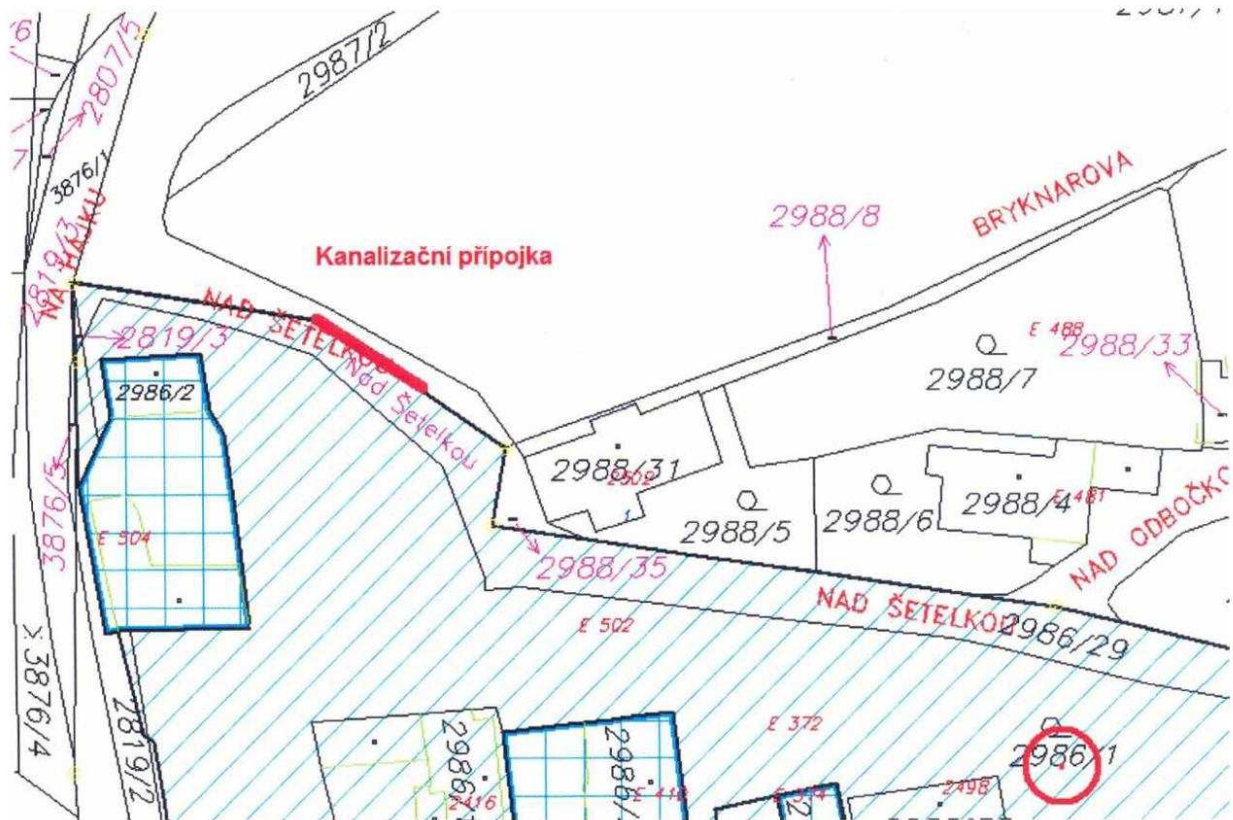 2987/2
2807/5
3876/1
2819/3
NA HÁJKU
Kanalizační přípojka
NAD ŠETELKOU
Nad Šetelkou
2988/8
BRYKNAROVA
E 488
2988/33
2988/7
2819/3
2986/2
3876/5
E 504
2988/31
2502
1
2988/5
2988/6
2988/4
E 481
NAD ODBOČKO
2988/35
NAD ŠETELKOU
2986/29
E 502
3876/4
2819/2
E 372
2986/1
2416
E 418
2498